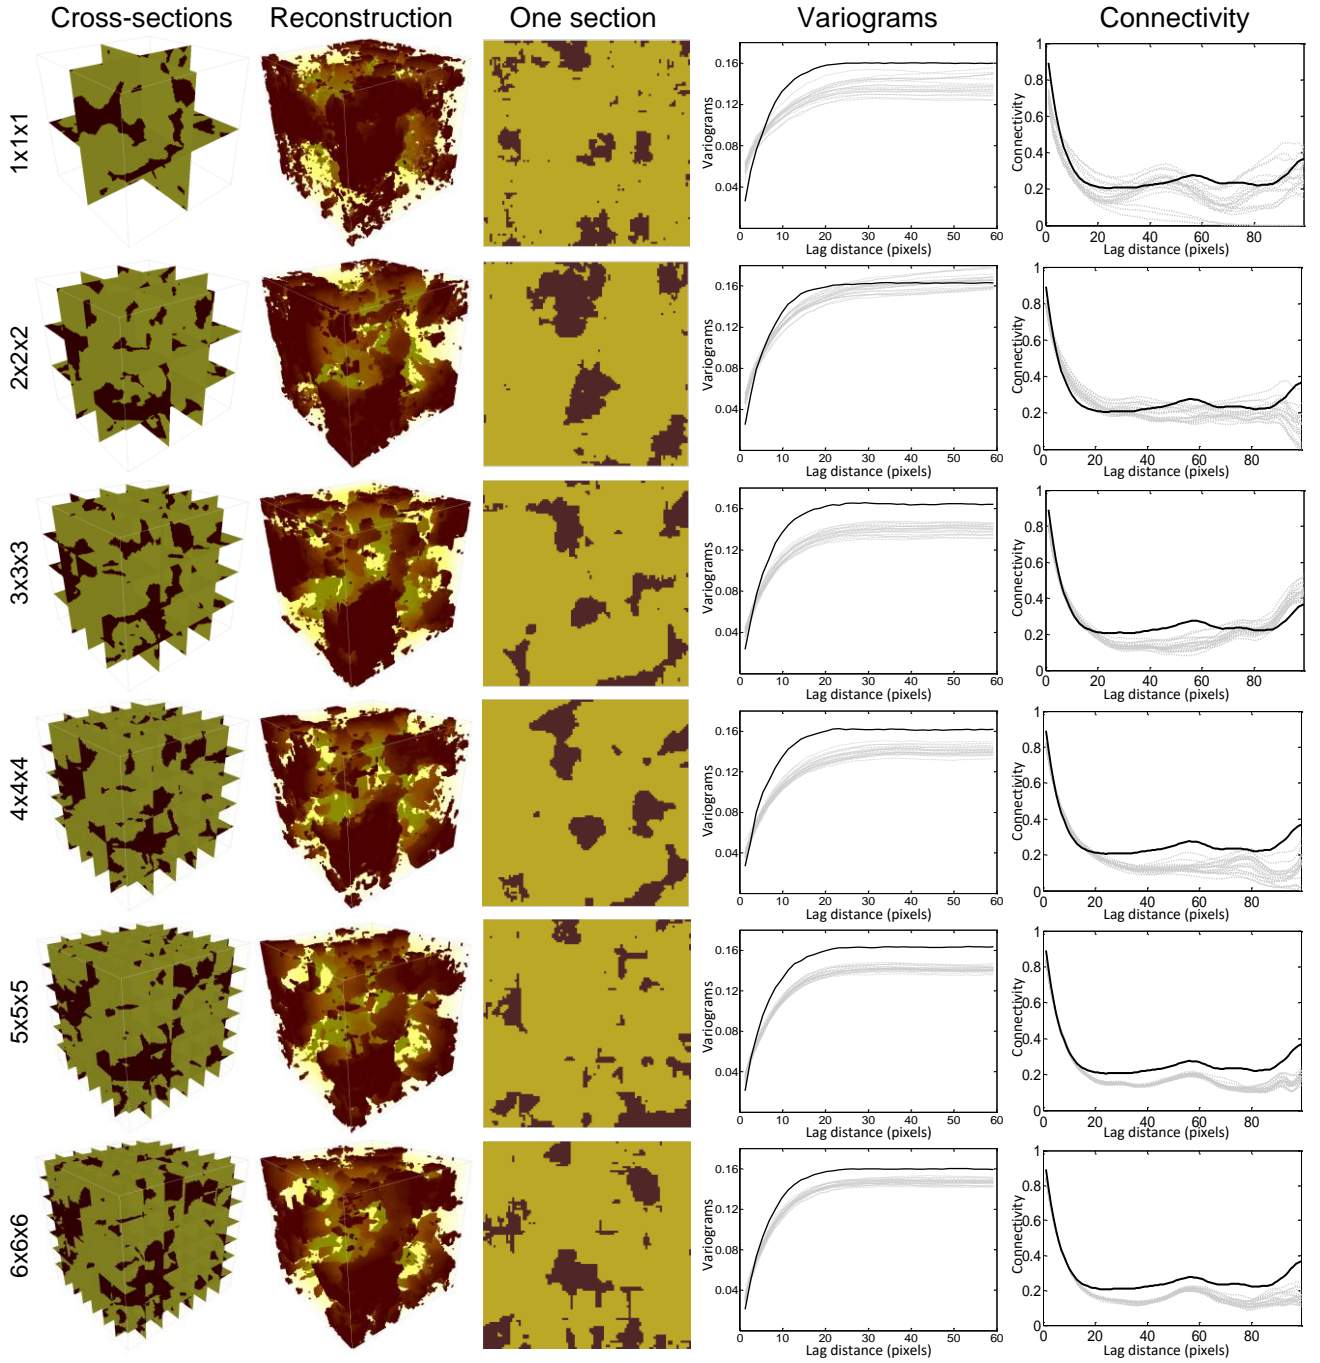 Cross-sections Reconstruction One section Variograms Connectivity
1x1x1
Variograms
0.16
0.12
0.08
0.04
0 10 20 30 40 50 60
Lag distance (pixels)
Connectivity
1
0.8
0.6
0.4
0.2
0
0 20 40 60 80
Lag distance (pixels)
2x2x2
Variograms
0.16
0.12
0.08
0.04
0 10 20 30 40 50 60
Lag distance (pixels)
Connectivity
1
0.8
0.6
0.4
0.2
0
0 20 40 60 80
Lag distance (pixels)
3x3x3
Variograms
0.16
0.12
0.08
0.04
0 10 20 30 40 50 60
Lag distance (pixels)
Connectivity
1
0.8
0.6
0.4
0.2
0
0 20 40 60 80
Lag distance (pixels)
4x4x4
Variograms
0.16
0.12
0.08
0.04
0 10 20 30 40 50 60
Lag distance (pixels)
Connectivity
1
0.8
0.6
0.4
0.2
0
0 20 40 60 80
Lag distance (pixels)
5x5x5
Variograms
0.16
0.12
0.08
0.04
0 10 20 30 40 50 60
Lag distance (pixels)
Connectivity
1
0.8
0.6
0.4
0.2
0
0 20 40 60 80
Lag distance (pixels)
6x6x6
Variograms
0.16
0.12
0.08
0.04
0 10 20 30 40 50 60
Lag distance (pixels)
Connectivity
1
0.8
0.6
0.4
0.2
0
0 20 40 60 80
Lag distance (pixels)